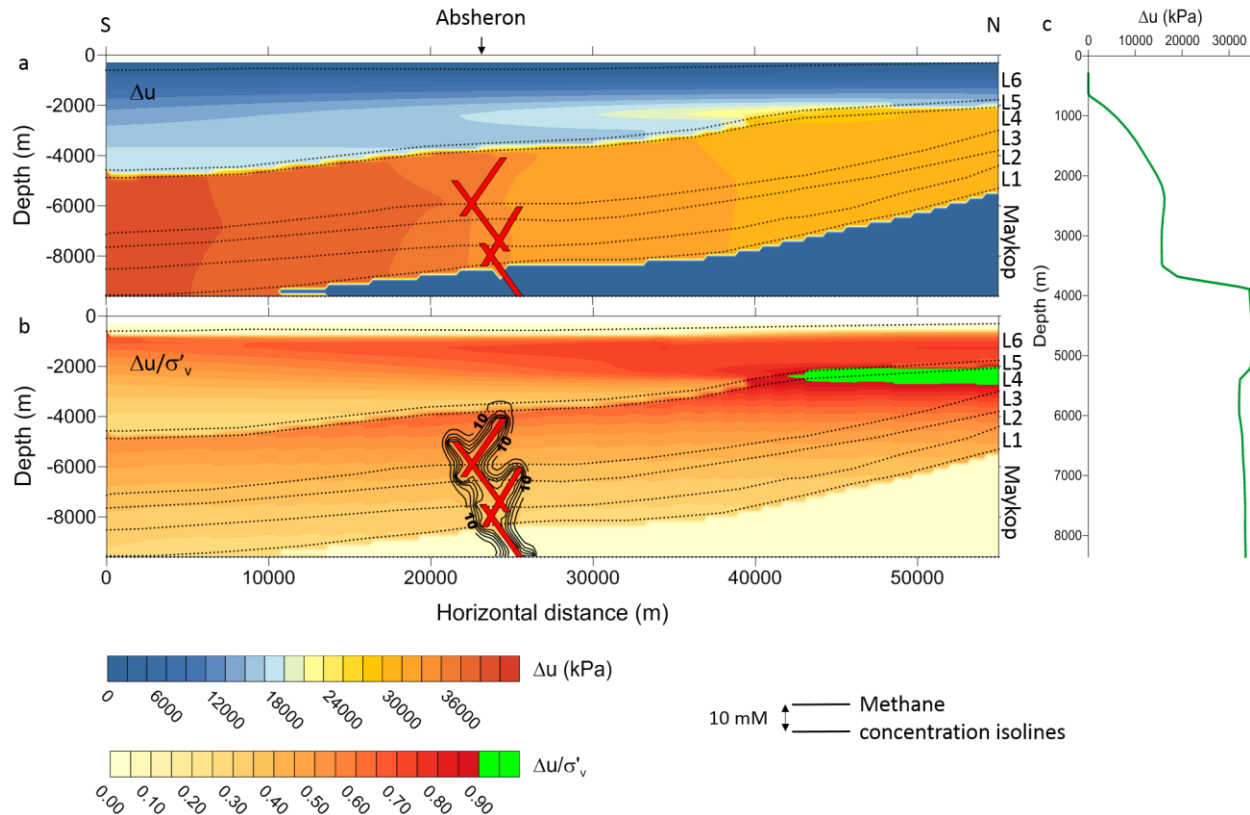 S
Absheron
N
c
Δu (kPa)
0 10000 20000 30000
a
Δu
0
-2000
-4000
-6000
-8000
Depth (m)
L6
L5
L4
L3
L2
L1
Maykop
b
Δu/σ'v
0
-2000
-4000
-6000
-8000
Depth (m)
10
10
10
10
L6
L5
L4
L3
L2
L1
Maykop
0 10000 20000 30000 40000 50000
Horizontal distance (m)
0
1000
2000
3000
4000
5000
6000
7000
8000
Depth (m)
0 6000 12000 18000 24000 30000 36000
Δu (kPa)
0.00 0.10 0.20 0.30 0.40 0.50 0.60 0.70 0.80 0.90
Δu/σ'v
10 mM
Methane
concentration isolines